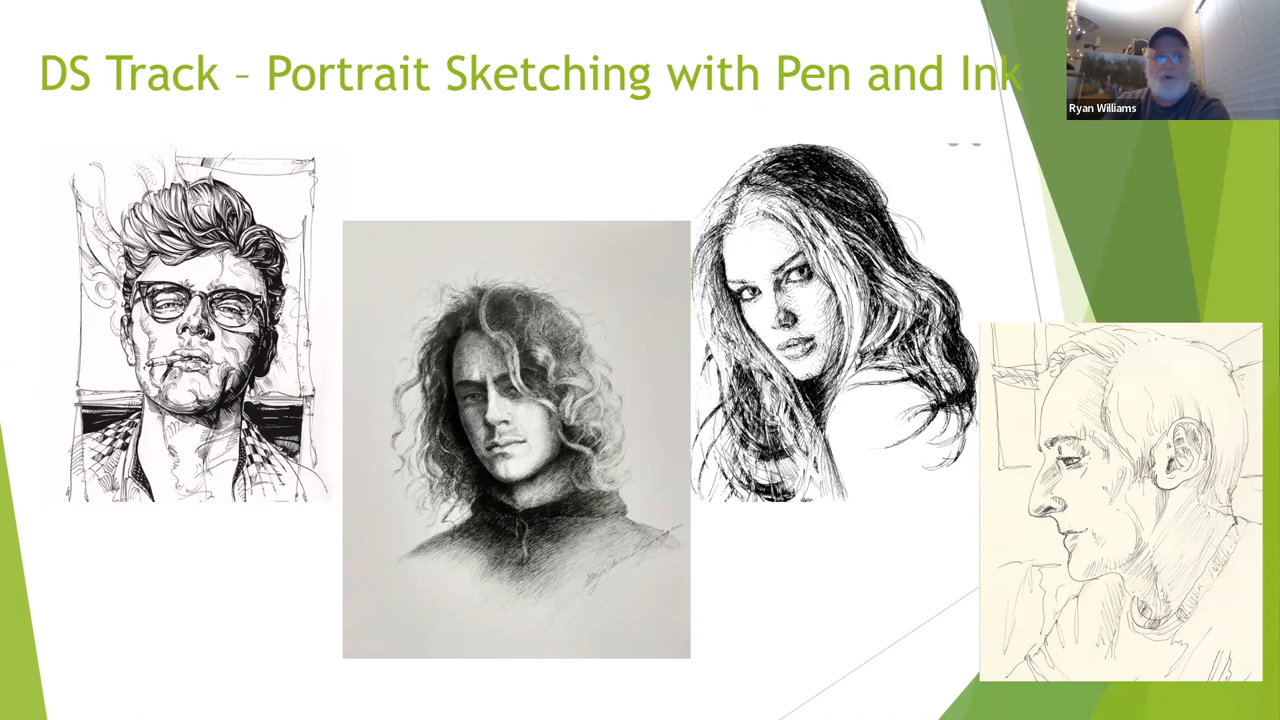 DS Track – Portrait Sketching with Pen and Ink
Ryan Williams